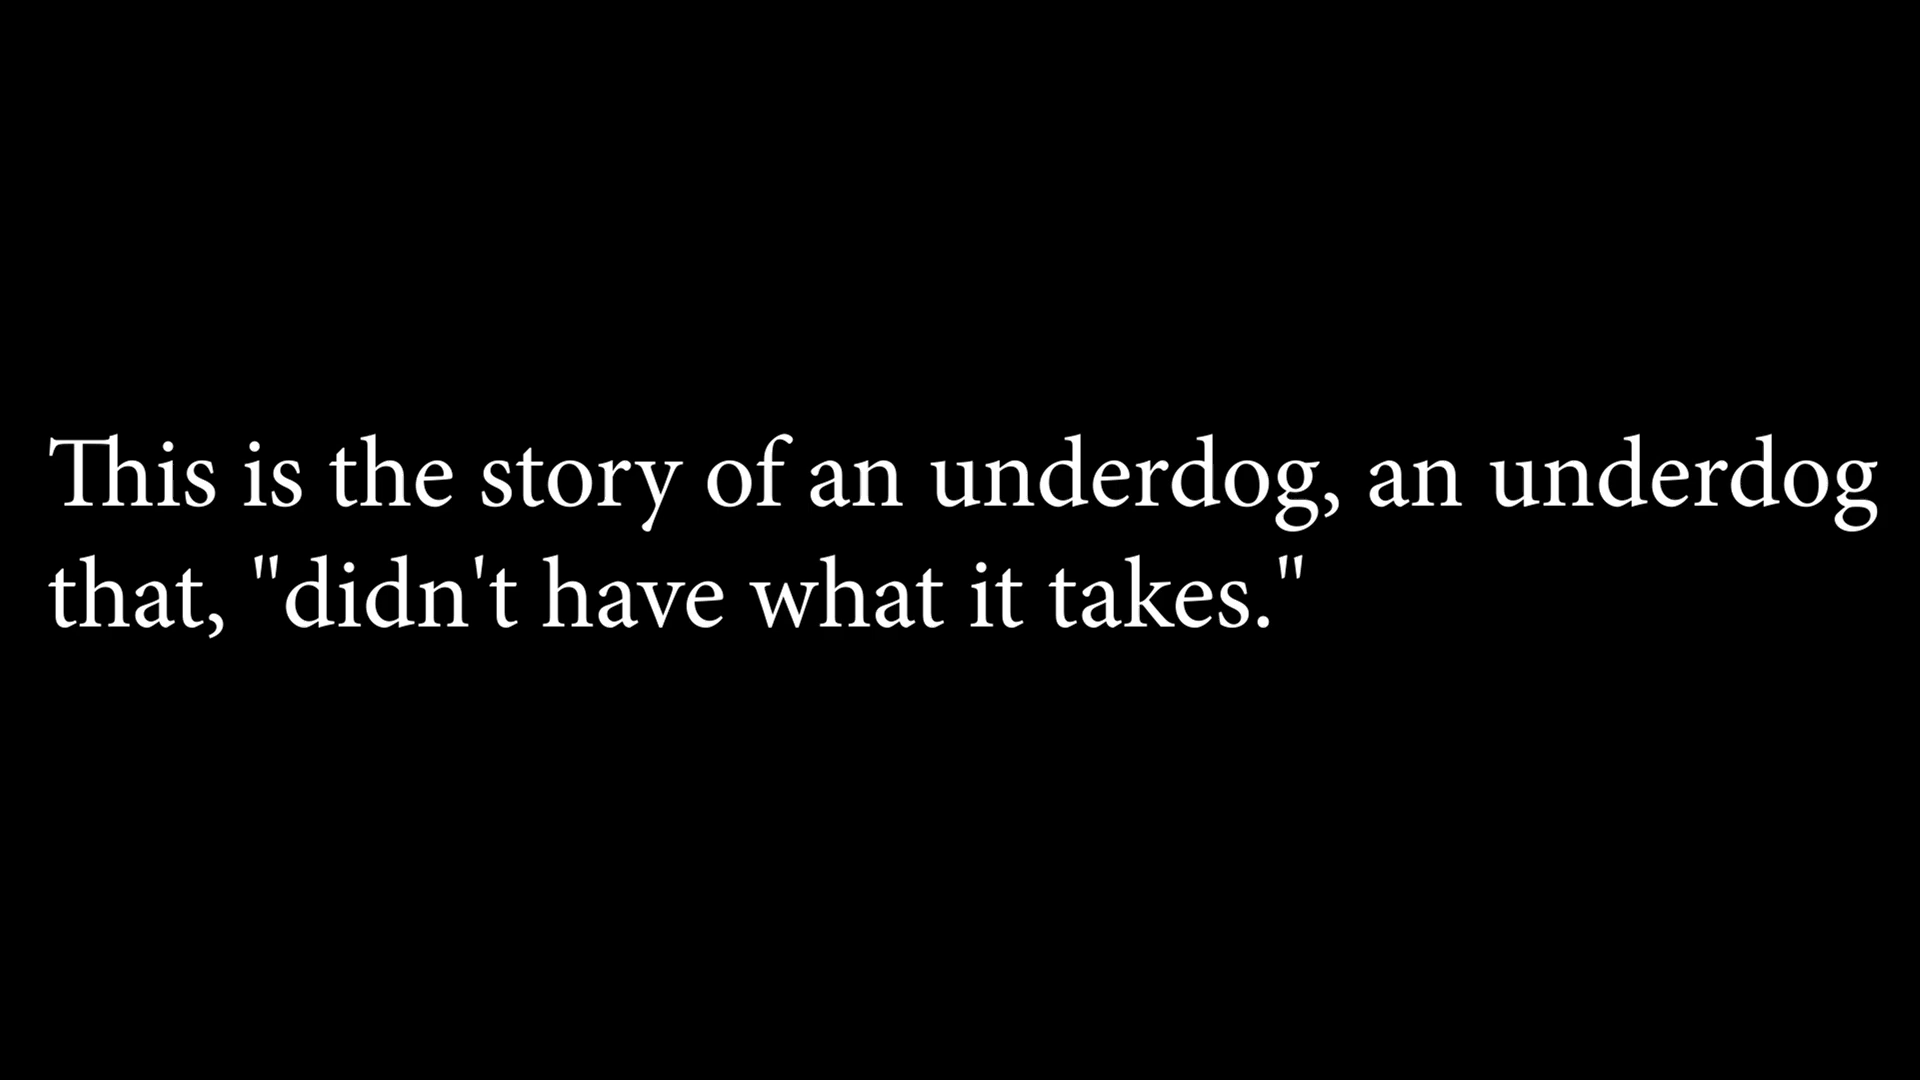 This is the story of an underdog, an underdog
that, "didn't have what it takes."